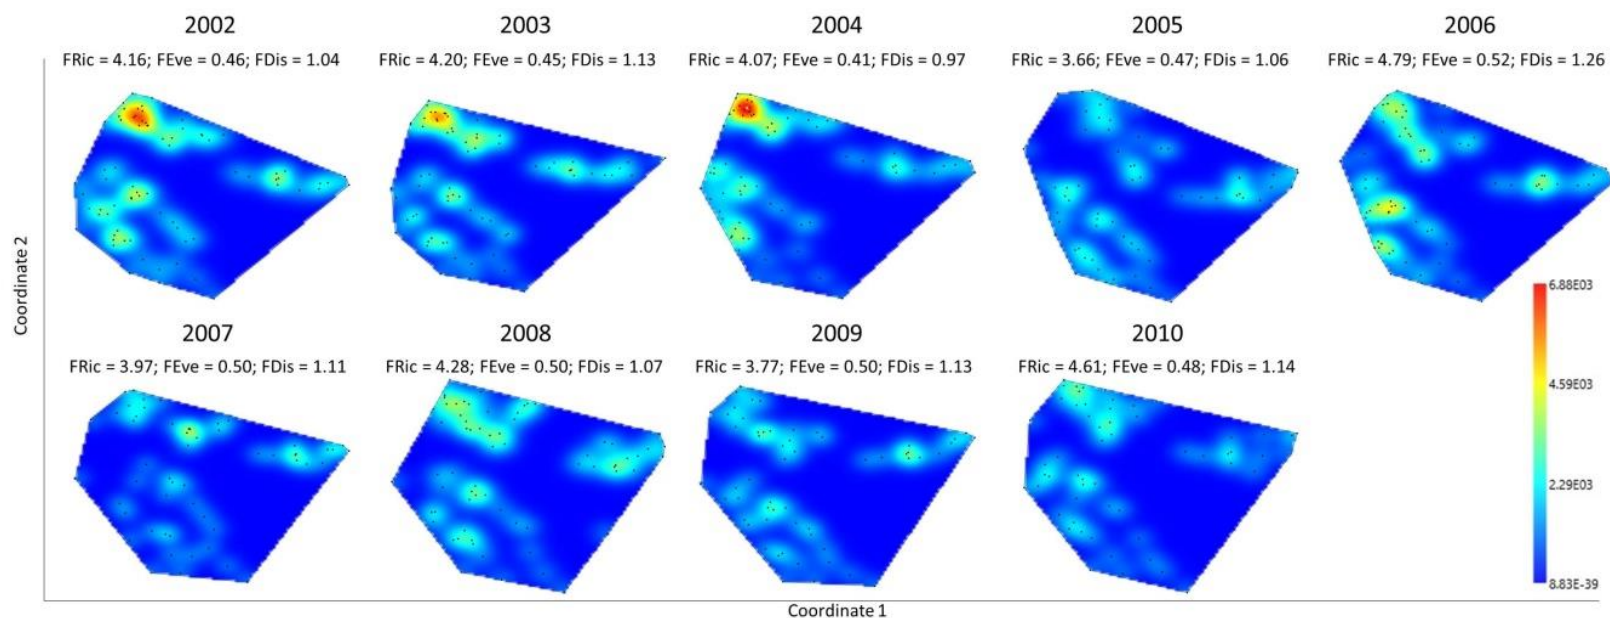 2002
FRic = 4.16; FEve = 0.46; FDis = 1.04
2003
FRic = 4.20; FEve = 0.45; FDis = 1.13
2004
FRic = 4.07; FEve = 0.41; FDis = 0.97
2005
FRic = 3.66; FEve = 0.47; FDis = 1.06
2006
FRic = 4.79; FEve = 0.52; FDis = 1.26
Coordinate 2
2007
FRic = 3.97; FEve = 0.50; FDis = 1.11
2008
FRic = 4.28; FEve = 0.50; FDis = 1.07
2009
FRic = 3.77; FEve = 0.50; FDis = 1.13
2010
FRic = 4.61; FEve = 0.48; FDis = 1.14
6.88E03
4.59E03
2.29E03
8.83E-39
Coordinate 1